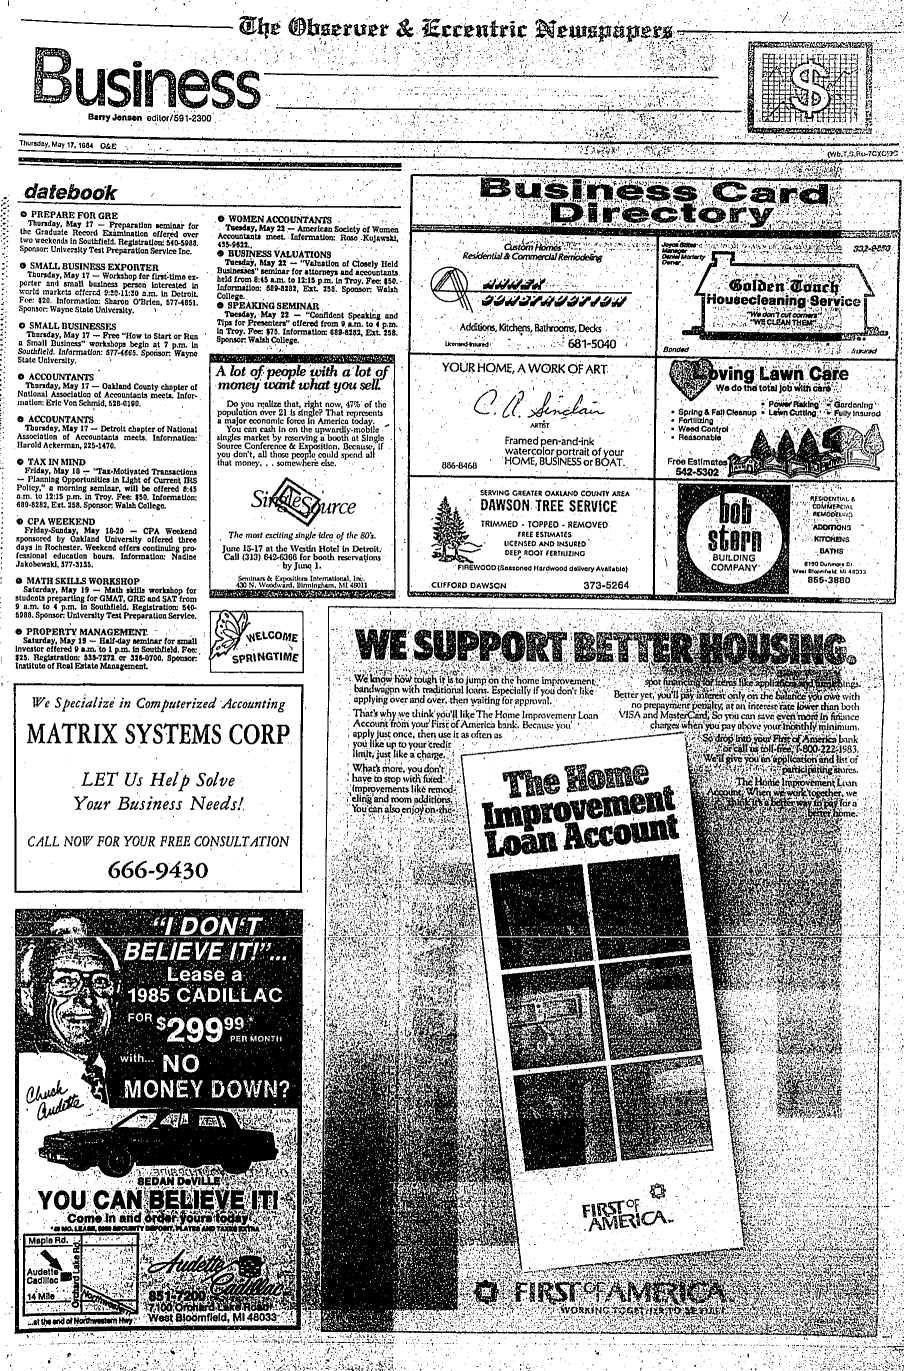 The Observer & Eccentric Newspapers
Business
Barry Jensen editor/591-2300
Thursday, May 17, 1984 O&E
datebook
PREPARE FOR GRE
Thursday, May 17 — Preparation seminar for
the Graduate Record Examination offered over
two weekends in Southfield. Registration: 540-5988.
Sponsor: University Test Preparation Service Inc.
SMALL BUSINESS EXPORTER
Thursday, May 17 — Workshop for first-time ex-
porter and small business person interested in
world markets offered 9:30-11:30 a.m. in Detroit.
Fee: $20. Information: Sharon O'Brien, 577-4851.
Sponsor: Wayne State University.
SMALL BUSINESSES
Thursday, May 17 — Free "How to Start or Run
a Small Business" workshops begin at 7 p.m. in
Southfield. Information: 577-4665. Sponsor: Wayne
State University.
ACCOUNTANTS
Thursday, May 17 — Oakland County chapter of
National Association of Accountants meets. Infor-
mation: Eric Von Schmid, 528-0190.
ACCOUNTANTS
Thursday, May 17 — Detroit chapter of National
Association of Accountants meets. Information:
Harold Ackerman, 225-1470.
TAX IN MIND
Friday, May 18 — "Tax-Motivated Transactions
— Planning Opportunities in Light of Current IRS
Policy," a morning seminar, will be offered 8:45
a.m. to 12:15 p.m. in Troy. Fee: $50. Information:
689-8282, Ext. 258. Sponsor: Walsh College.
CPA WEEKEND
Friday-Sunday, May 18-20 — CPA Weekend
sponsored by Oakland University offered three
days in Rochester. Weekend offers continuing pro-
fessional education hours. Information: Nadine
Jakobowski, 377-3135.
MATH SKILLS WORKSHOP
Saturday, May 19 — Math skills workshop for
students preparing for GMAT, GRE and SAT from
9 a.m. to 4 p.m. in Southfield. Registration: 540-
5988. Sponsor: University Test Preparation Service.
PROPERTY MANAGEMENT
Saturday, May 19 — Half-day seminar for small
investor offered 9 a.m. to 1 p.m. in Southfield. Fee:
$25. Registration: 535-7272 or 326-0700. Sponsor:
Institute of Real Estate Management.
WOMEN ACCOUNTANTS
Tuesday, May 22 — American Society of Women
Accountants meet. Information: Rose Kujawski,
435-9622.
BUSINESS VALUATIONS
Tuesday, May 22 — "Valuation of Closely Held
Businesses" seminar for attorneys and accountants
held from 8:45 a.m. to 12:15 p.m. in Troy. Fee: $50.
Information: 689-8282, Ext. 258. Sponsor: Walsh
College.
SPEAKING SEMINAR
Tuesday, May 22 — "Confident Speaking and
Tips for Presenters" offered from 9 a.m. to 4 p.m.
in Troy. Fee: $75. Information: 689-8282, Ext. 258.
Sponsor: Walsh College.
A lot of people with a lot of
money want what you sell
Do you realize that, right now, 47% of the
population over 21 is single? That represents
a major economic force in America today.
You can cash in on the upwardly-mobile
singles market by reserving a booth at Single
Source Conference & Exposition. Because, if
you don't, all those people could spend all
that money. . . somewhere else.
Single Source
The most exciting single idea of the 80's.
June 15-17 at the Westin Hotel in Detroit.
Call (313) 642-6366 for booth reservations
by June 1.
Seminars & Expositions International, Inc.
430 N. Woodward, Birmingham, MI 48011
WELCOME
SPRINGTIME
Business Card
Directory
Custom Homes
Residential & Commercial Remodeling
CONSTRUCTION
Additions, Kitchens, Bathrooms, Decks
Licensed-Insured
681-5040
Manager
Owner
332-
Golden Touch
Housecleaning Service
"We don't cut corners
WE CLEAN THEM"
Bonded
Insured
YOUR HOME, A WORK OF ART
C. A. Sinclair
ARTIST
Framed pen-and-ink
watercolor portrait of your
HOME, BUSINESS or BOAT.
886-8468
Loving Lawn Care
We do the total job with care
• Spring & Fall Cleanup
• Fertilizing
• Weed Control
• Reasonable
• Power Raking
• Lawn Cutting
• Gardening
• Fully Insured
Free Estimates
542-5302
SERVING GREATER OAKLAND COUNTY AREA
DAWSON TREE SERVICE
TRIMMED - TOPPED - REMOVED
FREE ESTIMATES
LICENSED AND INSURED
DEEP ROOT FERTILIZING
FIREWOOD (Seasoned Hardwood delivery Available)
CLIFFORD DAWSON
373-5264
bob
stern
BUILDING
COMPANY
RESIDENTIAL &
COMMERCIAL
REMODELING
ADDITIONS
KITCHENS
BATHS
West Bloomfield, MI 48033
855-3880
We Specialize in Computerized Accounting
MATRIX SYSTEMS CORP
LET Us Help Solve
Your Business Needs!
CALL NOW FOR YOUR FREE CONSULTATION
666-9430
"I DON'T
BELIEVE IT!"...
Lease a
1985 CADILLAC
FOR $299.99*
PER MONTH
with...
NO
MONEY DOWN?
Chuck
Audette
SEDAN DeVILLE
YOU CAN BELIEVE IT!
Come in and order yours today
Maple Rd.
Orchard Lake Rd.
Audette
Cadillac
14 Mile
Northwestern Hwy.
...at the end of Northwestern Hwy.
Audette
Cadillac
851-7200
7100 Orchard Lake Road
West Bloomfield, MI 48033
WE SUPPORT BETTER HOUSING.
We know how tough it is to jump on the home improvement
bandwagon with traditional loans. Especially if you don't like
applying over and over, then waiting for approval.
That's why we think you'll like The Home Improvement Loan
Account from your First of America bank. Because you
apply just once, then use it as often as
you like up to your credit
limit, just like a charge.
What's more, you don't
have to stop with fixed
improvements like remod-
eling and room additions.
You can also enjoy on-the-
spot financing for items like appliances and furnishings.
Better yet, you'll pay interest only on the balance you owe with
no prepayment penalty, at an interest rate lower than both
VISA and MasterCard. So you can save even more in finance
charges when you pay above your monthly minimum.
So drop into your First of America bank
or call us toll-free, 1-800-222-1983.
We'll give you an application and list of
participating stores.
The Home Improvement Loan
Account. When we work together, we
think it's a better way to pay for a
better home.
The Home
Improvement
Loan Account
FIRST OF
AMERICA
FIRST OF AMERICA
WORKING TOGETHER TO BE FIRST.